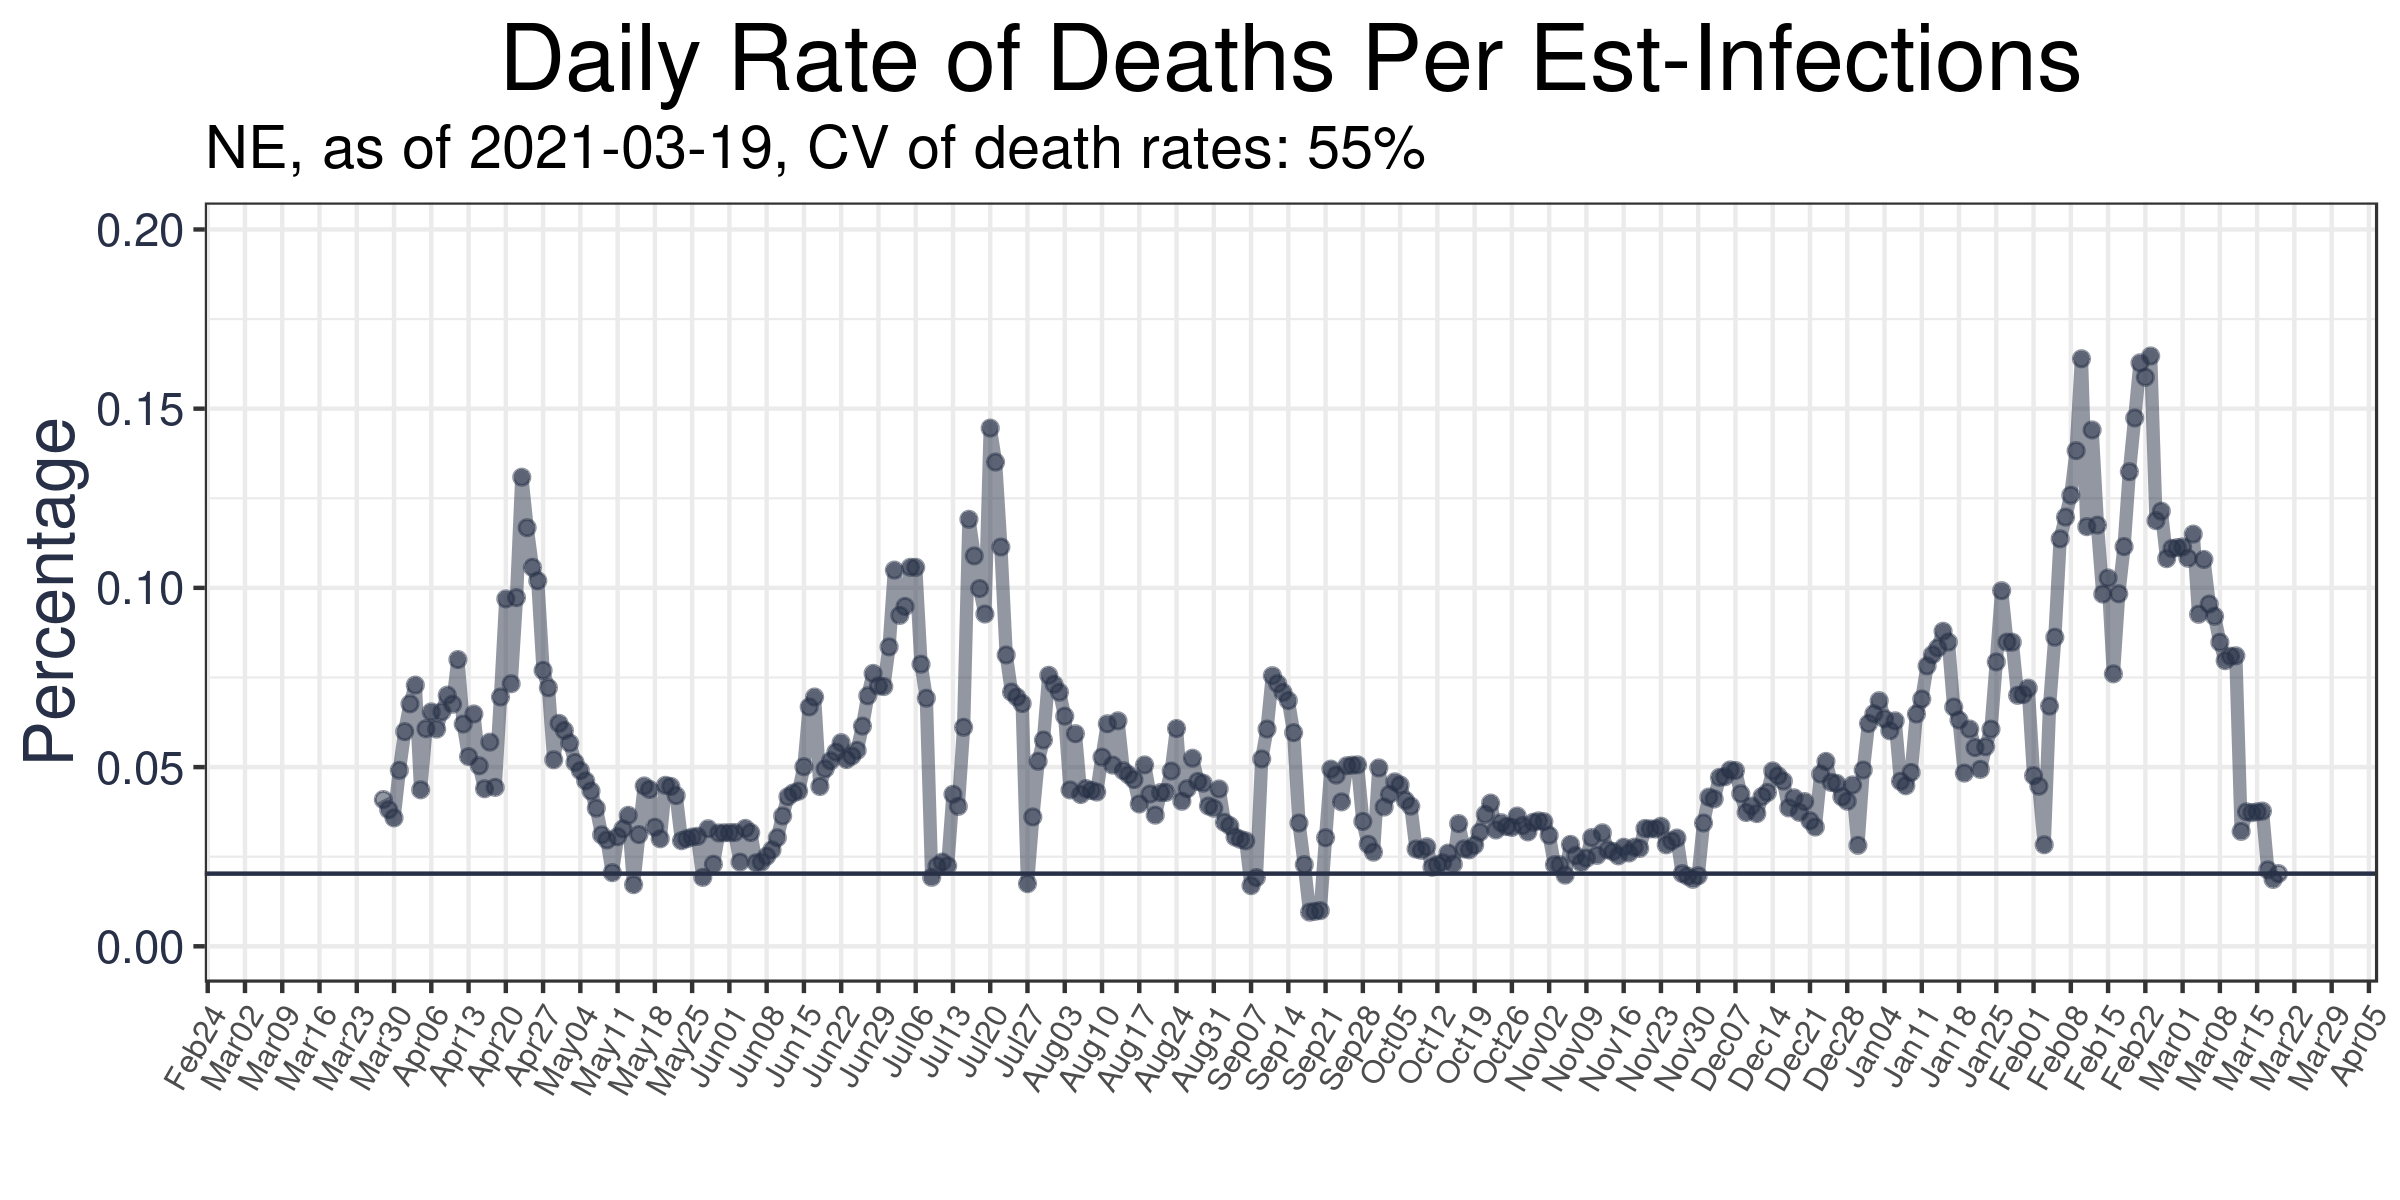 Daily Rate of Deaths Per Est-Infections
NE, as of 2021-03-19, CV of death rates: 55%
Percentage
0.20
0.15
0.10
0.05
0.00
Feb24
Mar02
Mar09
Mar16
Mar23
Mar30
Apr06
Apr13
Apr20
Apr27
May04
May11
May18
May25
Jun01
Jun08
Jun15
Jun22
Jun29
Jul06
Jul13
Jul20
Jul27
Aug03
Aug10
Aug17
Aug24
Aug31
Sep07
Sep14
Sep21
Sep28
Oct05
Oct12
Oct19
Oct26
Nov02
Nov09
Nov16
Nov23
Nov30
Dec07
Dec14
Dec21
Dec28
Jan04
Jan11
Jan18
Jan25
Feb01
Feb08
Feb15
Feb22
Mar01
Mar08
Mar15
Mar22
Mar29
Apr05